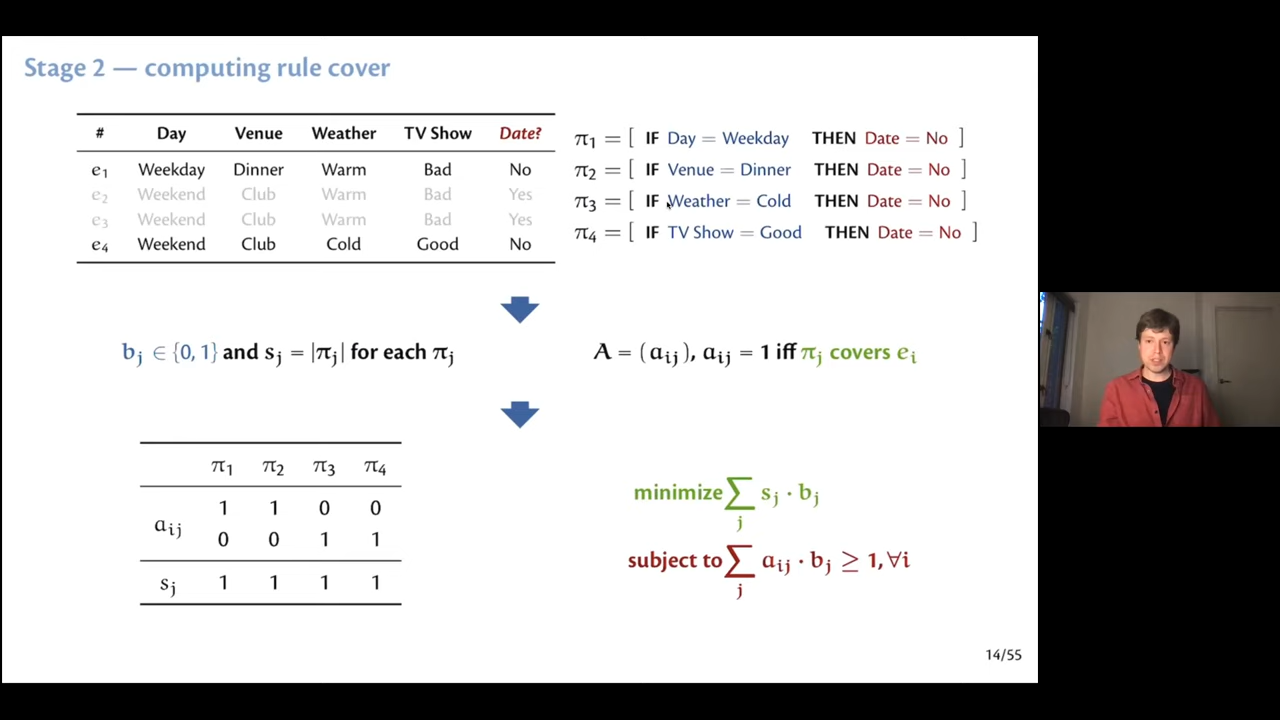 Stage 2 — computing rule cover
# Day Venue Weather TV Show Date?
e₁ Weekday Dinner Warm Bad No
e₂ Weekend Club Warm Bad Yes
e₃ Weekend Club Warm Bad Yes
e₄ Weekend Club Cold Good No
π₁ = [ IF Day = Weekday THEN Date = No ]
π₂ = [ IF Venue = Dinner THEN Date = No ]
π₃ = [ IF Weather = Cold THEN Date = No ]
π₄ = [ IF TV Show = Good THEN Date = No ]
bⱼ ∈ {0, 1} and sⱼ = |πⱼ| for each πⱼ
A = (aᵢⱼ), aᵢⱼ = 1 iff πⱼ covers eᵢ
π₁ π₂ π₃ π₄
aᵢⱼ
1 1 0 0
0 0 1 1
sⱼ 1 1 1 1
minimize ∑ⱼ sⱼ · bⱼ
subject to ∑ⱼ aᵢⱼ · bⱼ ≥ 1, ∀i
14/55